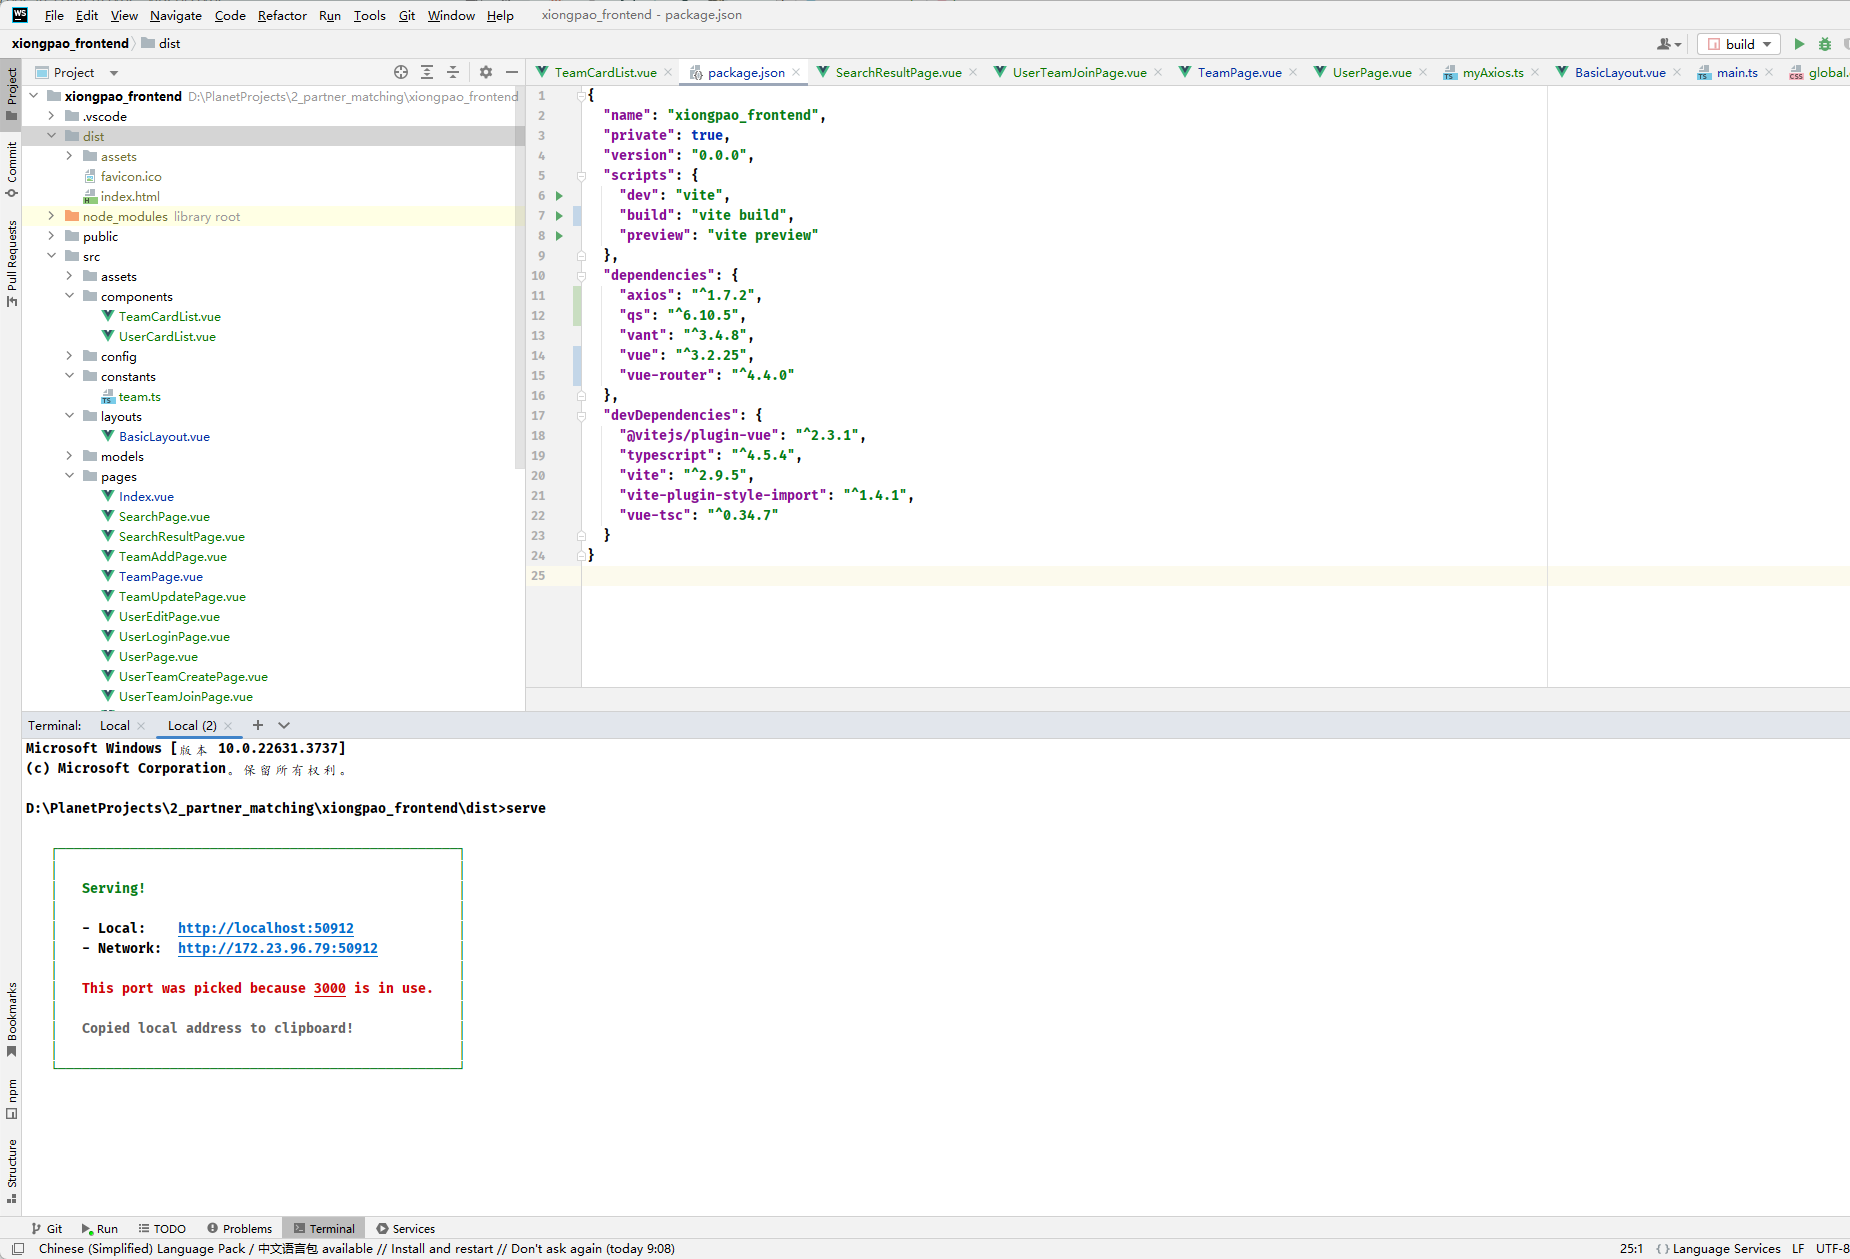 WS File Edit View Navigate Code Refactor Run Tools Git Window Help xiongpao_frontend - package.json
xiongpao_frontend dist build
Project
TeamCardList.vue package.json SearchResultPage.vue UserTeamJoinPage.vue TeamPage.vue UserPage.vue myAxios.ts BasicLayout.vue main.ts global.
Project
Commit
Pull Requests
Bookmarks
npm
Structure
xiongpao_frontend D:\PlanetProjects\2_partner_matching\xiongpao_frontend
.vscode
dist
assets
favicon.ico
index.html
node_modules library root
public
src
assets
components
TeamCardList.vue
UserCardList.vue
config
constants
team.ts
layouts
BasicLayout.vue
models
pages
Index.vue
SearchPage.vue
SearchResultPage.vue
TeamAddPage.vue
TeamPage.vue
TeamUpdatePage.vue
UserEditPage.vue
UserLoginPage.vue
UserPage.vue
UserTeamCreatePage.vue
UserTeamJoinPage.vue
1 {
2 "name": "xiongpao_frontend",
3 "private": true,
4 "version": "0.0.0",
5 "scripts": {
6 "dev": "vite",
7 "build": "vite build",
8 "preview": "vite preview"
9 },
10 "dependencies": {
11 "axios": "^1.7.2",
12 "qs": "^6.10.5",
13 "vant": "^3.4.8",
14 "vue": "^3.2.25",
15 "vue-router": "^4.4.0"
16 },
17 "devDependencies": {
18 "@vitejs/plugin-vue": "^2.3.1",
19 "typescript": "^4.5.4",
20 "vite": "^2.9.5",
21 "vite-plugin-style-import": "^1.4.1",
22 "vue-tsc": "^0.34.7"
23 }
24 }
25
Terminal: Local Local (2)
Microsoft Windows [版本 10.0.22631.3737]
(c) Microsoft Corporation。保留所有权利。
D:\PlanetProjects\2_partner_matching\xiongpao_frontend\dist>serve
Serving!
- Local: http://localhost:50912
- Network: http://172.23.96.79:50912
This port was picked because 3000 is in use.
Copied local address to clipboard!
Git Run TODO Problems Terminal Services
Chinese (Simplified) Language Pack / 中文语言包 available // Install and restart // Don't ask again (today 9:08) 25:1 Language Services LF UTF-8